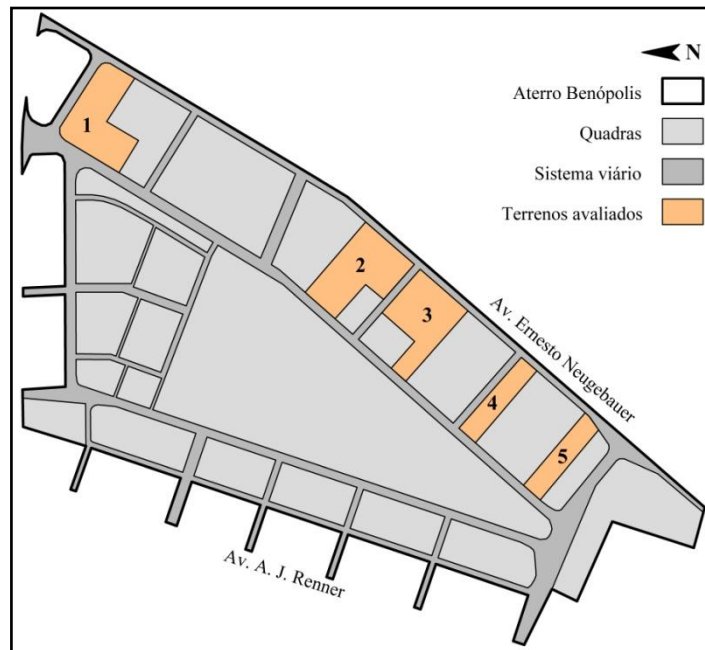 N
Aterro Benópolis
Quadras
Sistema viário
Terrenos avaliados
1
2
3
4
5
Av. Ernesto Neugebauer
Av. A. J. Renner